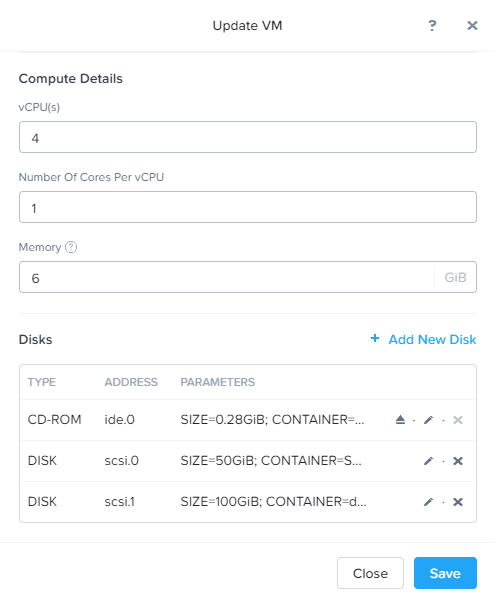 Update VM ? ×
Compute Details
vCPU(s)
4
Number Of Cores Per vCPU
1
Memory ?
6 GiB
Disks + Add New Disk
TYPE ADDRESS PARAMETERS
CD-ROM ide.0 SIZE=0.28GiB; CONTAINER=...
DISK scsi.0 SIZE=50GiB; CONTAINER=S...
DISK scsi.1 SIZE=100GiB; CONTAINER=d...
Close Save